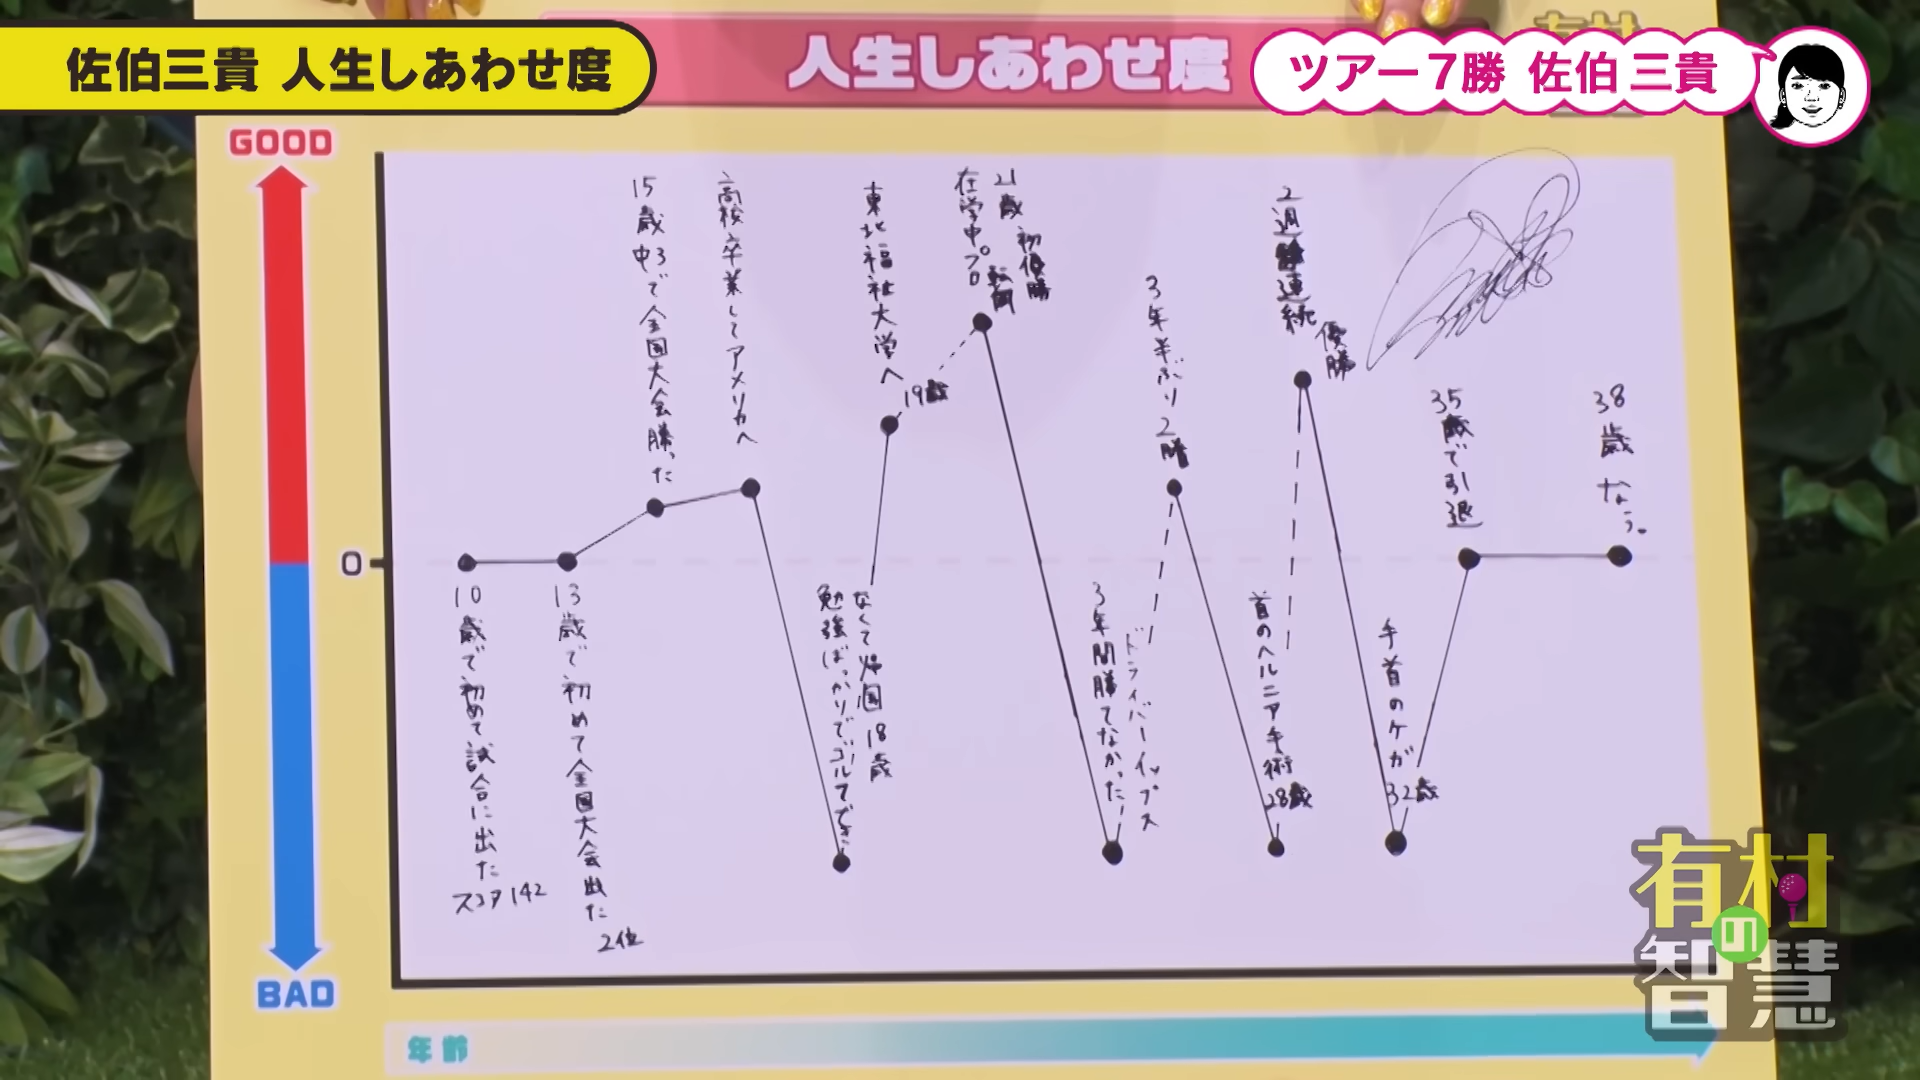 佐伯三貴 人生しあわせ度
人生しあわせ度
ツアー7勝 佐伯三貴
GOOD
0
BAD
10歳で初めて試合に出た
スコア142
13歳で初めて全国大会出た
2位
15歳中3で全国大会勝った
高校卒業してアメリカへ
勉強ばっかりでゴルフでき
なくて帰国 18歳
東北福祉大学へ
19歳
21歳 初優勝
在学中プロ
転向
3年間勝てなかった
ドライバーイップス
3年半ぶり2勝
首のヘルニア手術
28歳
2週連続
優勝
手首のケガ
32歳
35歳で引退
38歳 なう。
年齢
有村
の
智慧